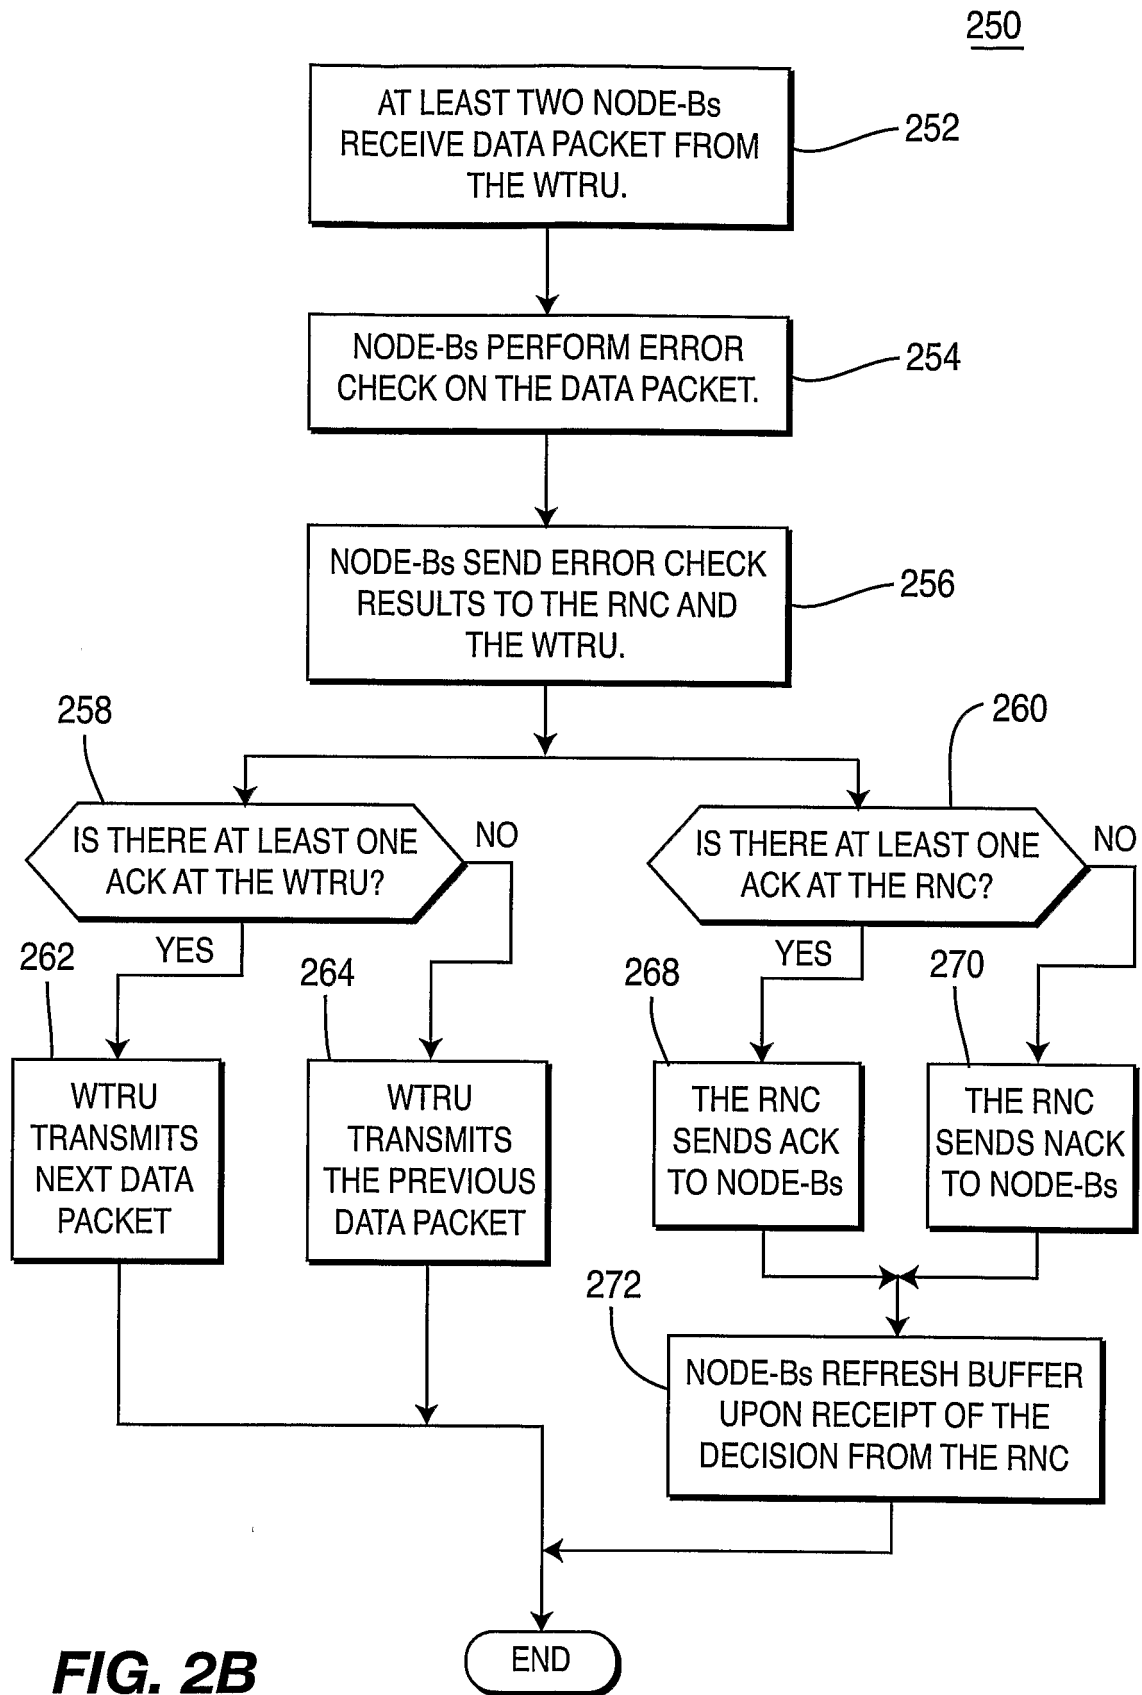 250
AT LEAST TWO NODE-Bs
RECEIVE DATA PACKET FROM
THE WTRU.
252
NODE-Bs PERFORM ERROR
CHECK ON THE DATA PACKET.
254
NODE-Bs SEND ERROR CHECK
RESULTS TO THE RNC AND
THE WTRU.
256
258
IS THERE AT LEAST ONE
ACK AT THE WTRU?
NO
YES
260
IS THERE AT LEAST ONE
ACK AT THE RNC?
NO
YES
262
WTRU
TRANSMITS
NEXT DATA
PACKET
264
WTRU
TRANSMITS
THE PREVIOUS
DATA PACKET
268
THE RNC
SENDS ACK
TO NODE-Bs
270
THE RNC
SENDS NACK
TO NODE-Bs
272
NODE-Bs REFRESH BUFFER
UPON RECEIPT OF THE
DECISION FROM THE RNC
END
FIG. 2B